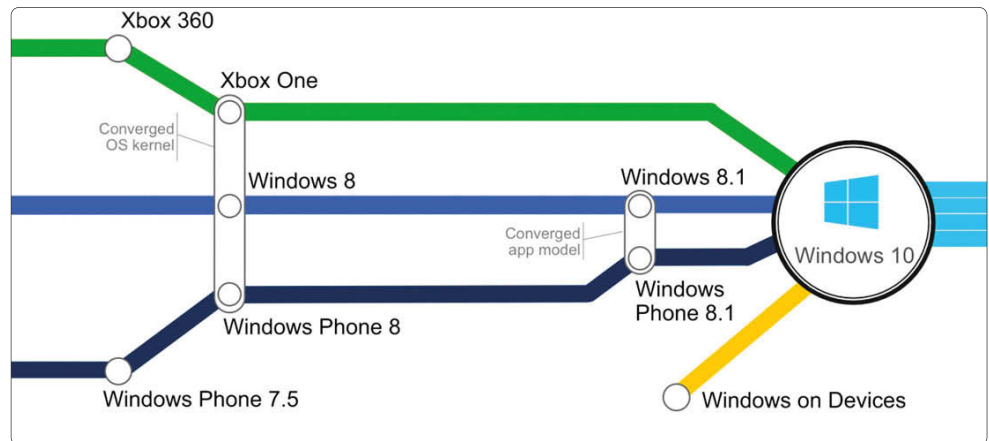 Xbox 360
Xbox One
Converged
OS kernel
Windows 8
Windows 8.1
Converged
app model
Windows 10
Windows
Phone 8.1
Windows Phone 8
Windows Phone 7.5
Windows on Devices